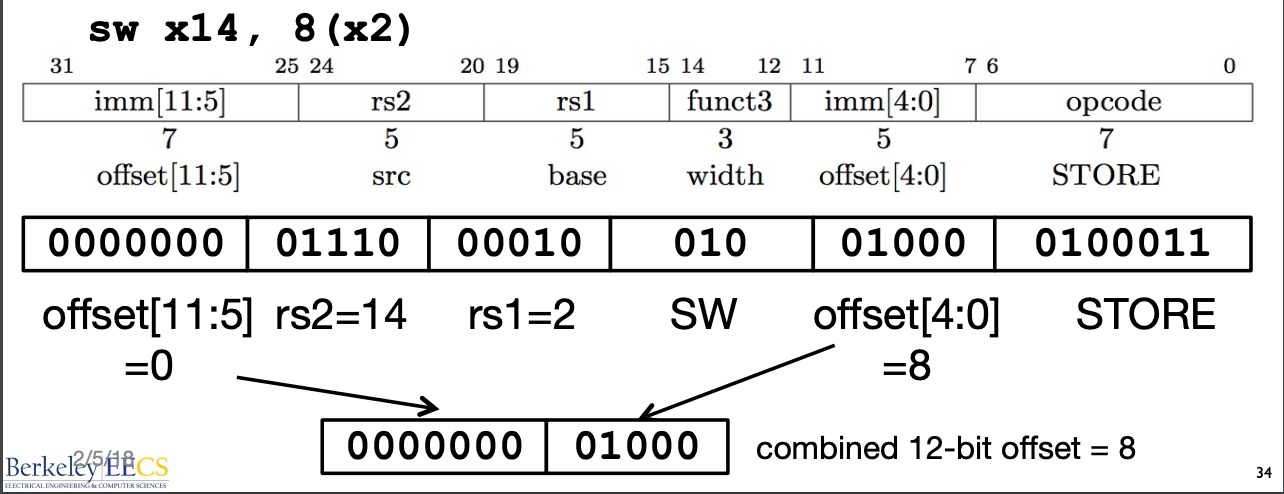 sw x14, 8(x2)
31 25 24 20 19 15 14 12 11 7 6 0
imm[11:5] rs2 rs1 funct3 imm[4:0] opcode
7 5 5 3 5 7
offset[11:5] src base width offset[4:0] STORE
0000000 01110 00010 010 01000 0100011
offset[11:5] rs2=14 rs1=2 SW offset[4:0] STORE
=0 =8
0000000 01000 combined 12-bit offset = 8
2/5/18
Berkeley EECS
ELECTRICAL ENGINEERING & COMPUTER SCIENCES
34